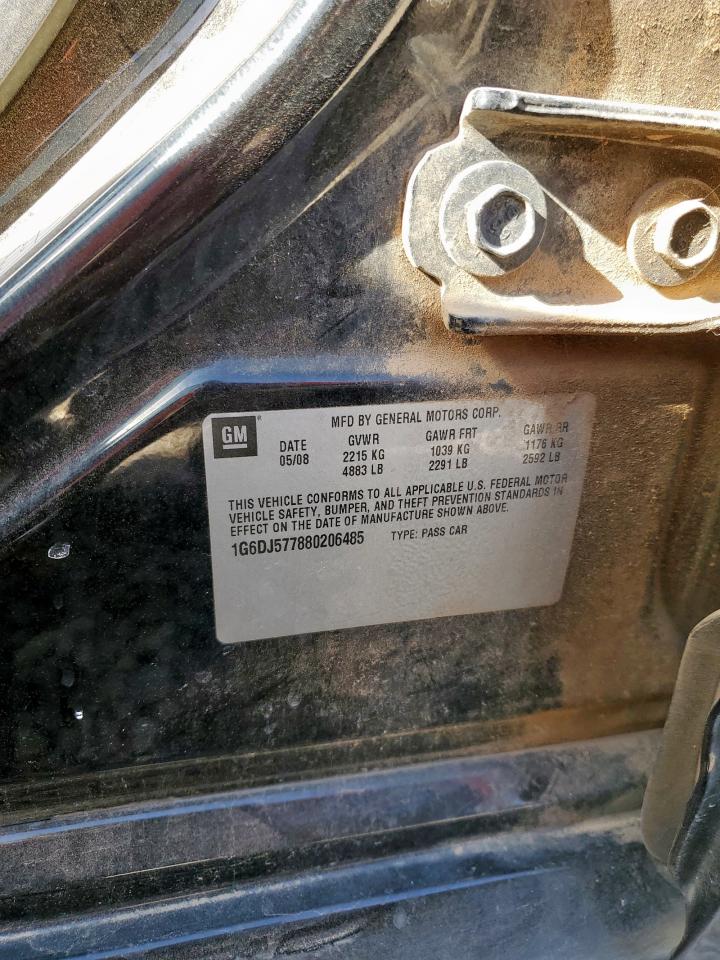 GM®
MFD BY GENERAL MOTORS CORP.
DATE GVWR GAWR FRT GAWR RR
05/08 2215 KG 1039 KG 1176 KG
4883 LB 2291 LB 2592 LB
THIS VEHICLE CONFORMS TO ALL APPLICABLE U.S. FEDERAL MOTOR
VEHICLE SAFETY, BUMPER, AND THEFT PREVENTION STANDARDS IN
EFFECT ON THE DATE OF MANUFACTURE SHOWN ABOVE.
1G6DJ577880206485 TYPE: PASS CAR